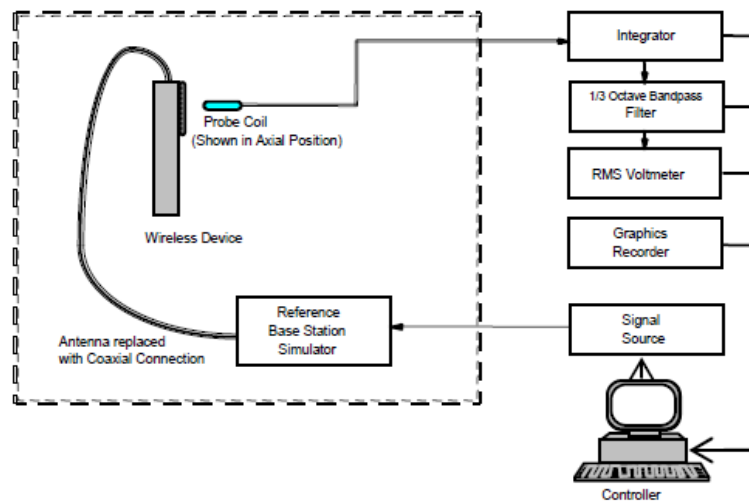 Integrator
1/3 Octave Bandpass
Filter
RMS Voltmeter
Graphics
Recorder
Probe Coil
(Shown in Axial Position)
Wireless Device
Reference
Base Station
Simulator
Signal
Source
Antenna replaced
with Coaxial Connection
Controller